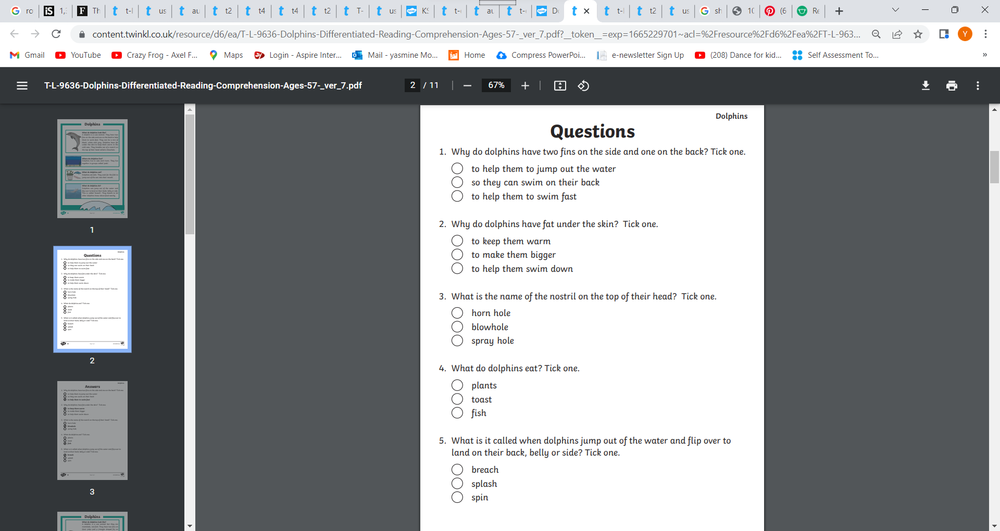 ro
1,
Th
t-l
us
au
t2
t4
t4
t2
T-
us
KS
t-
au
t-
Do
t-l
t2
us
sh
10
(6
Re
content.twinkl.co.uk/resource/d6/ea/T-L-9636-Dolphins-Differentiated-Reading-Comprehension-Ages-57-_ver_7.pdf?__token__=exp=1665229701~acl=%2Fresource%2Fd6%2Fea%2FT-L-963...
Y
Gmail
YouTube
Crazy Frog - Axel F...
Maps
Login - Aspire Inter...
Mail - yasmine Mo...
Home
Compress PowerPoi...
e-newsletter Sign Up
(208) Dance for kid...
Self Assessment To...
»
T-L-9636-Dolphins-Differentiated-Reading-Comprehension-Ages-57-_ver_7.pdf
2 / 11
67%
Dolphins
1
Questions
2
Answers
3
Dolphins
Dolphins
Questions
1. Why do dolphins have two fins on the side and one on the back? Tick one.
to help them to jump out the water
so they can swim on their back
to help them to swim fast
2. Why do dolphins have fat under the skin? Tick one.
to keep them warm
to make them bigger
to help them swim down
3. What is the name of the nostril on the top of their head? Tick one.
horn hole
blowhole
spray hole
4. What do dolphins eat? Tick one.
plants
toast
fish
5. What is it called when dolphins jump out of the water and flip over to
land on their back, belly or side? Tick one.
breach
splash
spin